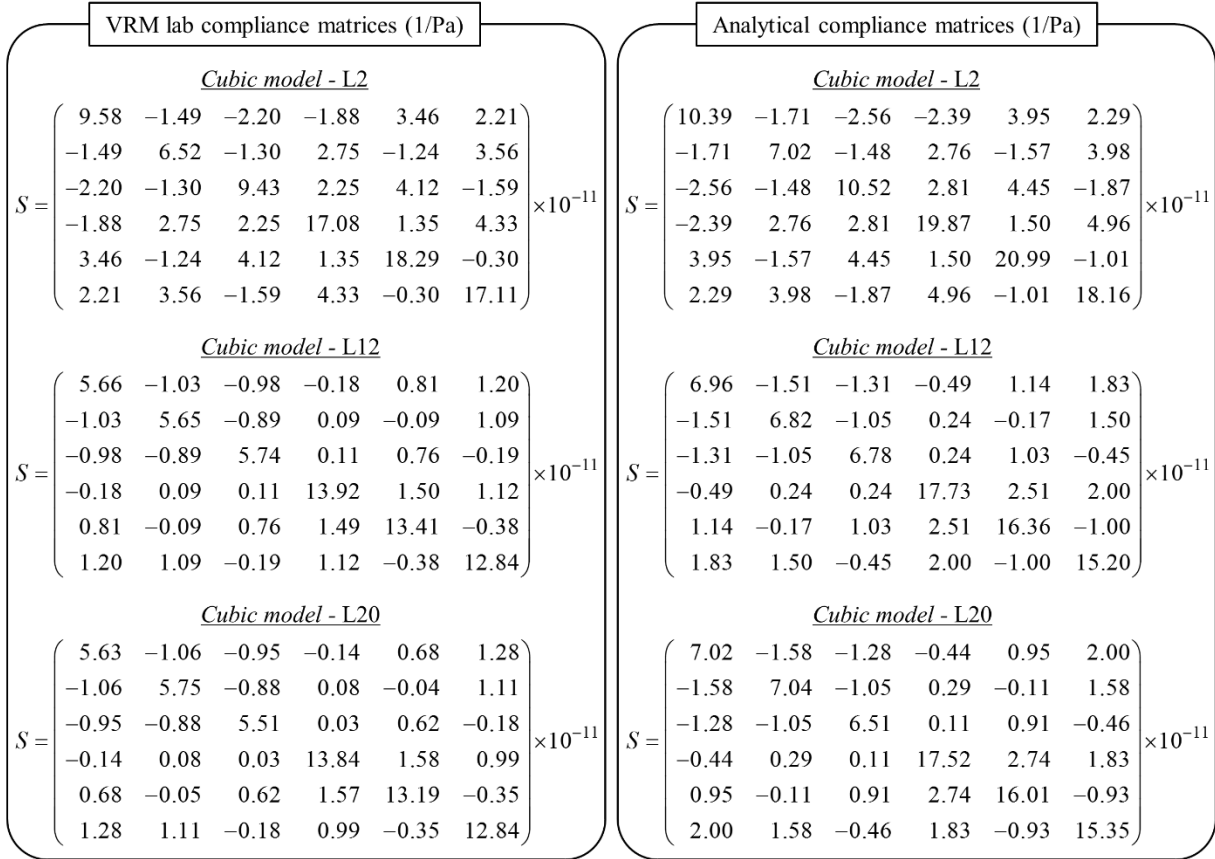 VRM lab compliance matrices (1/Pa)
Cubic model - L2
9.58 −1.49 −2.20 −1.88 3.46 2.21
−1.49 6.52 −1.30 2.75 −1.24 3.56
−2.20 −1.30 9.43 2.25 4.12 −1.59
S = ×10⁻¹¹
−1.88 2.75 2.25 17.08 1.35 4.33
3.46 −1.24 4.12 1.35 18.29 −0.30
2.21 3.56 −1.59 4.33 −0.30 17.11
Cubic model - L12
5.66 −1.03 −0.98 −0.18 0.81 1.20
−1.03 5.65 −0.89 0.09 −0.09 1.09
−0.98 −0.89 5.74 0.11 0.76 −0.19
S = ×10⁻¹¹
−0.18 0.09 0.11 13.92 1.50 1.12
0.81 −0.09 0.76 1.49 13.41 −0.38
1.20 1.09 −0.19 1.12 −0.38 12.84
Cubic model - L20
5.63 −1.06 −0.95 −0.14 0.68 1.28
−1.06 5.75 −0.88 0.08 −0.04 1.11
−0.95 −0.88 5.51 0.03 0.62 −0.18
S = ×10⁻¹¹
−0.14 0.08 0.03 13.84 1.58 0.99
0.68 −0.05 0.62 1.57 13.19 −0.35
1.28 1.11 −0.18 0.99 −0.35 12.84
Analytical compliance matrices (1/Pa)
Cubic model - L2
10.39 −1.71 −2.56 −2.39 3.95 2.29
−1.71 7.02 −1.48 2.76 −1.57 3.98
−2.56 −1.48 10.52 2.81 4.45 −1.87
S = ×10⁻¹¹
−2.39 2.76 2.81 19.87 1.50 4.96
3.95 −1.57 4.45 1.50 20.99 −1.01
2.29 3.98 −1.87 4.96 −1.01 18.16
Cubic model - L12
6.96 −1.51 −1.31 −0.49 1.14 1.83
−1.51 6.82 −1.05 0.24 −0.17 1.50
−1.31 −1.05 6.78 0.24 1.03 −0.45
S = ×10⁻¹¹
−0.49 0.24 0.24 17.73 2.51 2.00
1.14 −0.17 1.03 2.51 16.36 −1.00
1.83 1.50 −0.45 2.00 −1.00 15.20
Cubic model - L20
7.02 −1.58 −1.28 −0.44 0.95 2.00
−1.58 7.04 −1.05 0.29 −0.11 1.58
−1.28 −1.05 6.51 0.11 0.91 −0.46
S = ×10⁻¹¹
−0.44 0.29 0.11 17.52 2.74 1.83
0.95 −0.11 0.91 2.74 16.01 −0.93
2.00 1.58 −0.46 1.83 −0.93 15.35